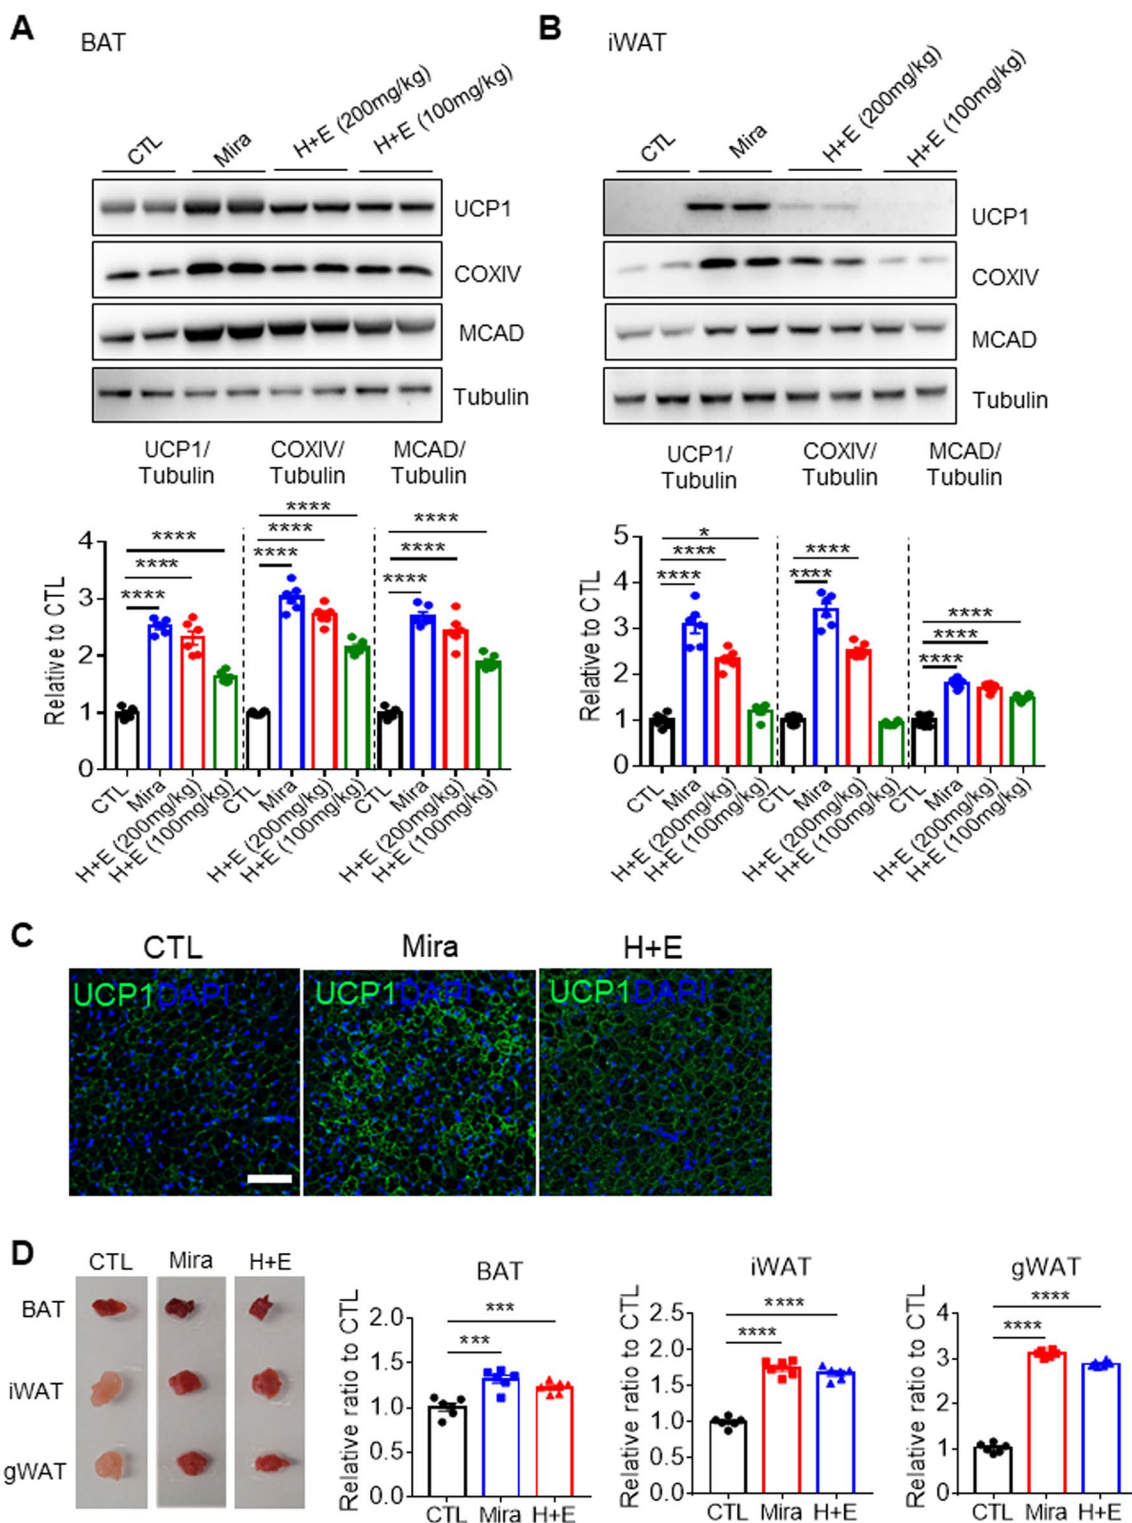 A
BAT
CTL
Mira
H+E (200mg/kg)
H+E (100mg/kg)
UCP1
COXIV
MCAD
Tubulin
UCP1/
Tubulin
COXIV/
Tubulin
MCAD/
Tubulin
****
****
****
****
****
****
****
****
****
Relative to CTL
4
3
2
1
0
CTL
Mira
H+E (200mg/kg)
H+E (100mg/kg)
CTL
Mira
H+E (200mg/kg)
H+E (100mg/kg)
CTL
Mira
H+E (200mg/kg)
H+E (100mg/kg)
B
iWAT
CTL
Mira
H+E (200mg/kg)
H+E (100mg/kg)
UCP1
COXIV
MCAD
Tubulin
UCP1/
Tubulin
COXIV/
Tubulin
MCAD/
Tubulin
*
****
****
****
****
****
****
****
Relative to CTL
5
4
3
2
1
0
CTL
Mira
H+E (200mg/kg)
H+E (100mg/kg)
CTL
Mira
H+E (200mg/kg)
H+E (100mg/kg)
CTL
Mira
H+E (200mg/kg)
H+E (100mg/kg)
C
CTL
Mira
H+E
UCP1DAPI
UCP1DAPI
UCP1DAPI
D
CTL
Mira
H+E
BAT
iWAT
gWAT
BAT
***
***
Relative ratio to CTL
2.0
1.5
1.0
0.5
0.0
CTL Mira H+E
iWAT
****
****
Relative ratio to CTL
2.5
2.0
1.5
1.0
0.5
0.0
CTL Mira H+E
gWAT
****
****
Relative ratio to CTL
4
3
2
1
0
CTL Mira H+E